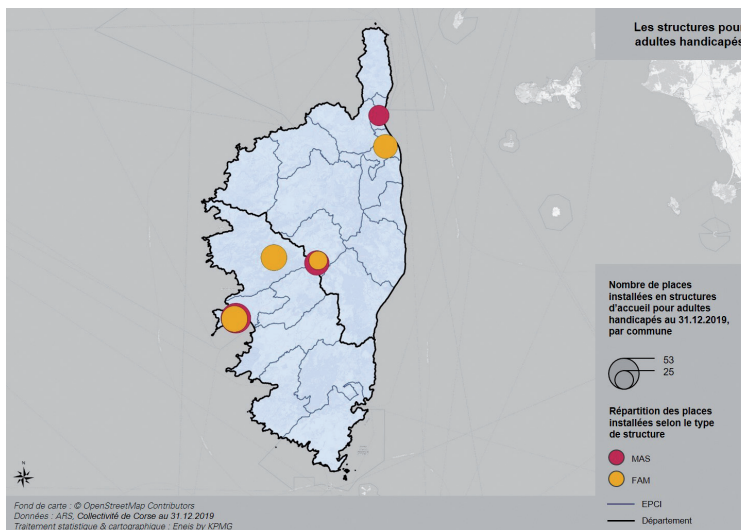 Les structures pour
adultes handicapés
Nombre de places
installées en structures
d'accueil pour adultes
handicapés au 31.12.2019,
par commune
53
25
Répartition des places
installées selon le type
de structure
MAS
FAM
EPCI
Département
N
Fond de carte : © OpenStreetMap Contributors
Données : ARS, Collectivité de Corse au 31.12.2019
Traitement statistique & cartographique : Eneis by KPMG